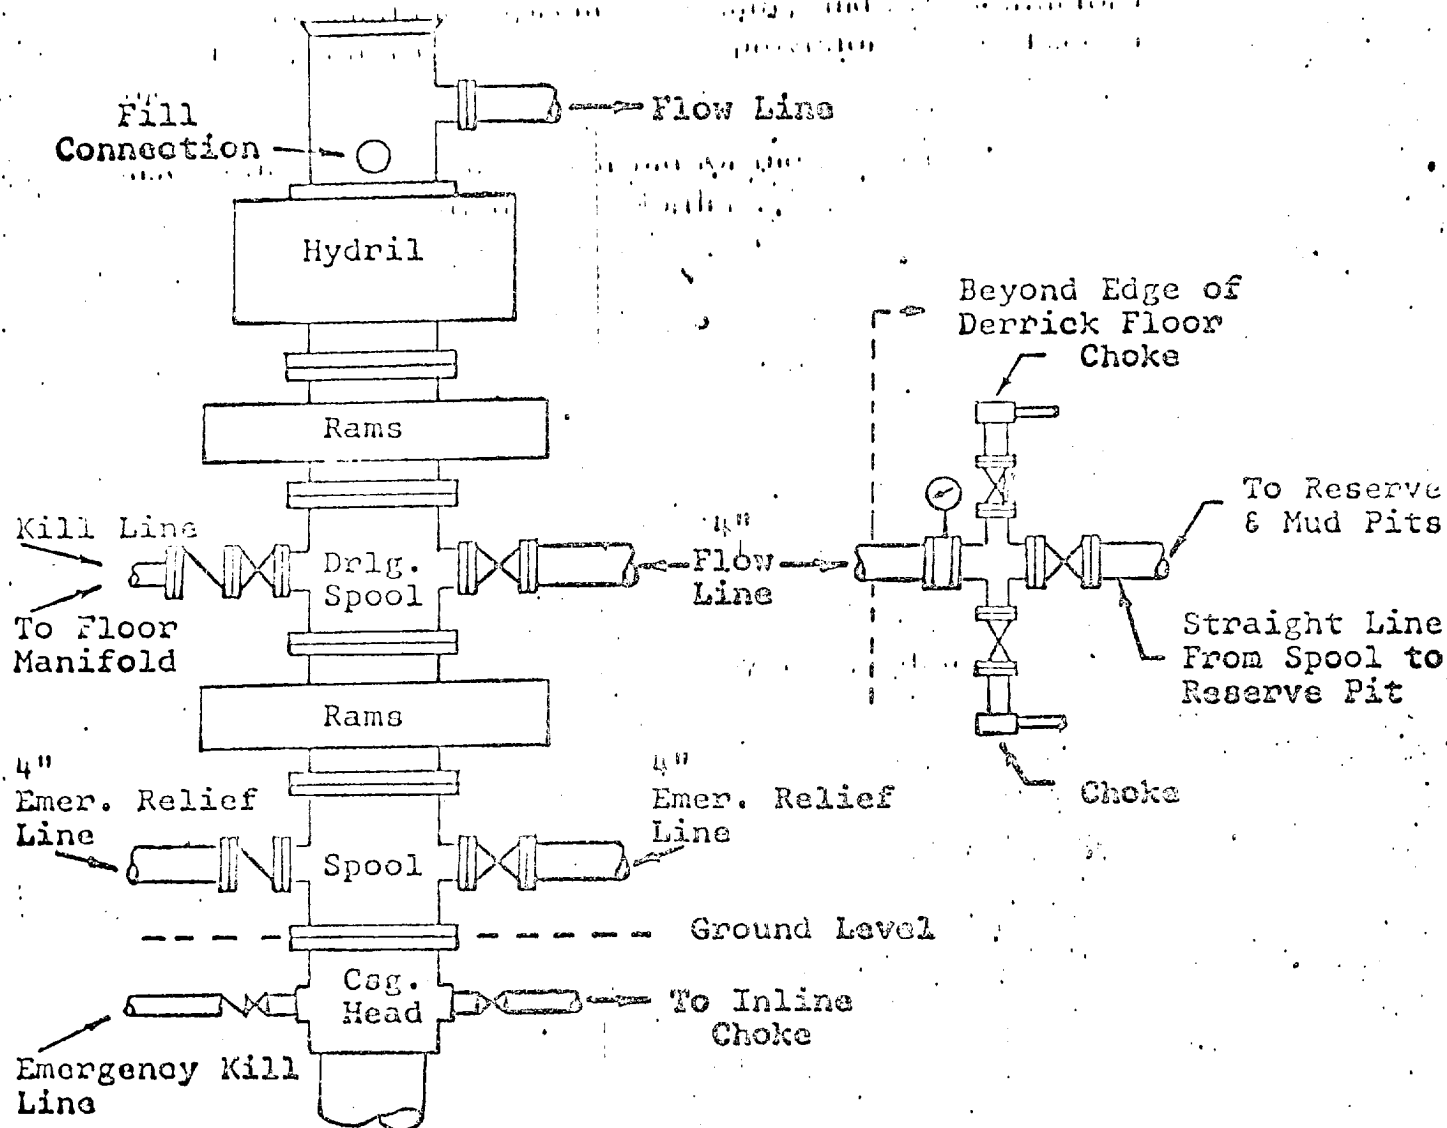 Fill
Connection
Flow Line
Hydril
Beyond Edge of
Derrick Floor
Choke
Rams
To Reserve
& Mud Pits
Kill Line
4"
Flow
Line
Drlg.
Spool
To Floor
Manifold
Straight Line
From Spool to
Reserve Pit
Rams
4"
Emer. Relief
Line
4"
Emer. Relief
Line
Choke
Spool
Ground Level
Csg.
Head
To Inline
Choke
Emergency Kill
Line